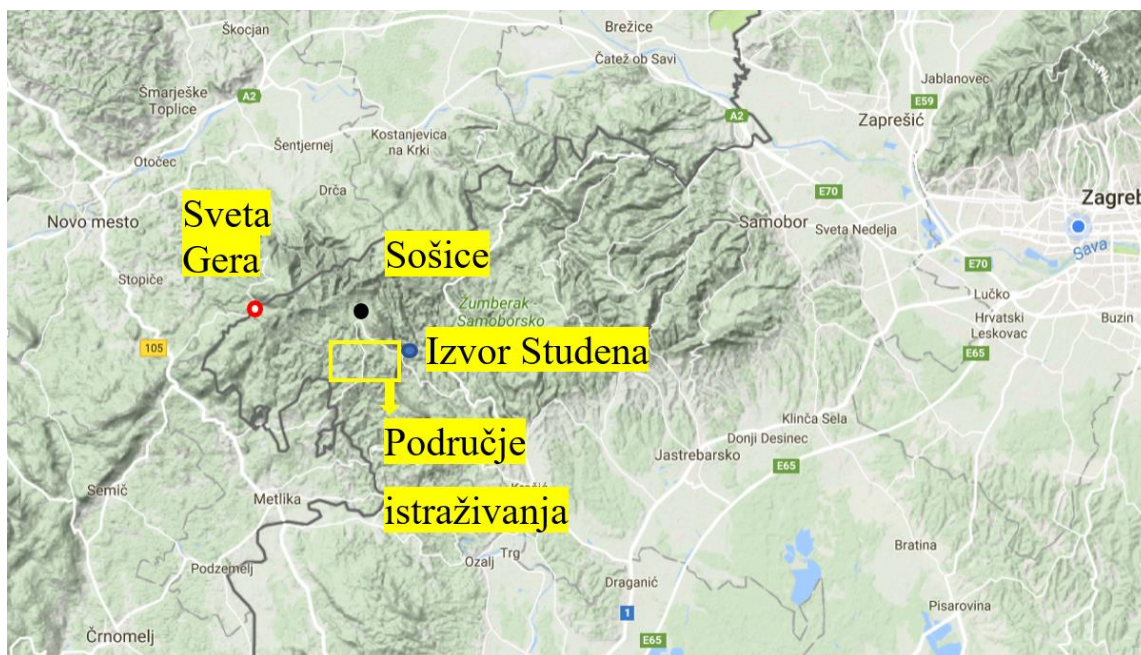 Škocjan
Brežice
Čatež ob Savi
Jablanovec
Šmarješke
Toplice
A2
E59
A2
Zaprešić
Kostanjevica
na Krki
Šentjernej
Otočec
Drča
E70
Zagreb
Novo mesto
Sveta
Gera
Samobor
Sveta Nedelja
Sava
Sošice
E70
Stopiče
Lučko
Žumberak -
Samoborsko
Hrvatski
Leskovac
Buzin
105
Izvor Studena
E65
Klinča Sela
Područje
Donji Desinec
Jastrebarsko
E65
Semič
Metlika
istraživanja
Bratina
Ozalj
Trg
Podzemelj
Draganić
1
Pisarovina
Črnomelj
E65
E65